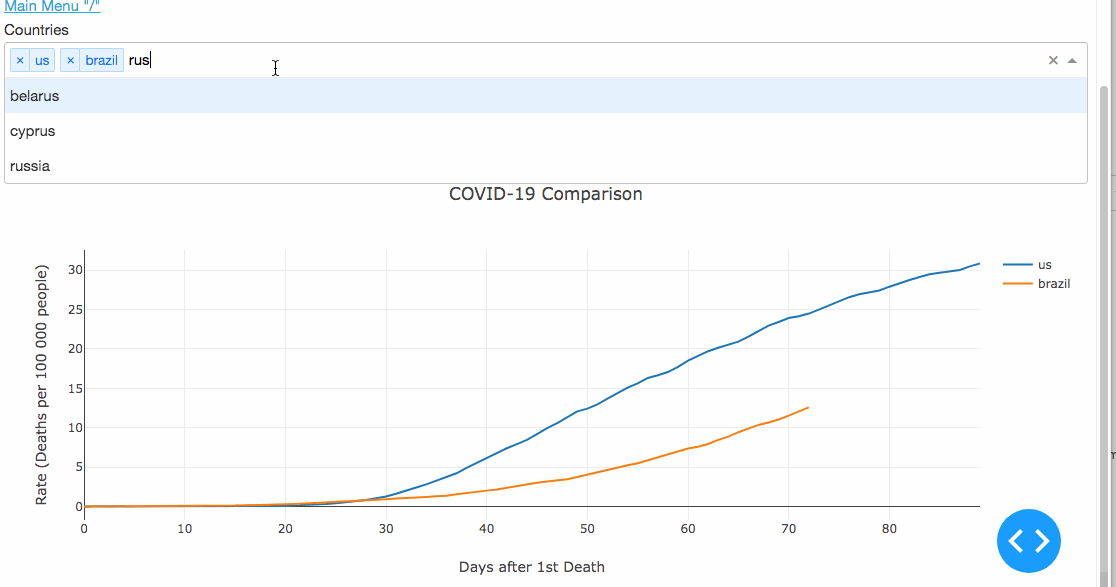 Main Menu "/"
Countries
× us × brazil rus
belarus
cyprus
russia
COVID-19 Comparison
us
brazil
Rate (Deaths per 100 000 people)
30
25
20
15
10
5
0
0 10 20 30 40 50 60 70 80
Days after 1st Death